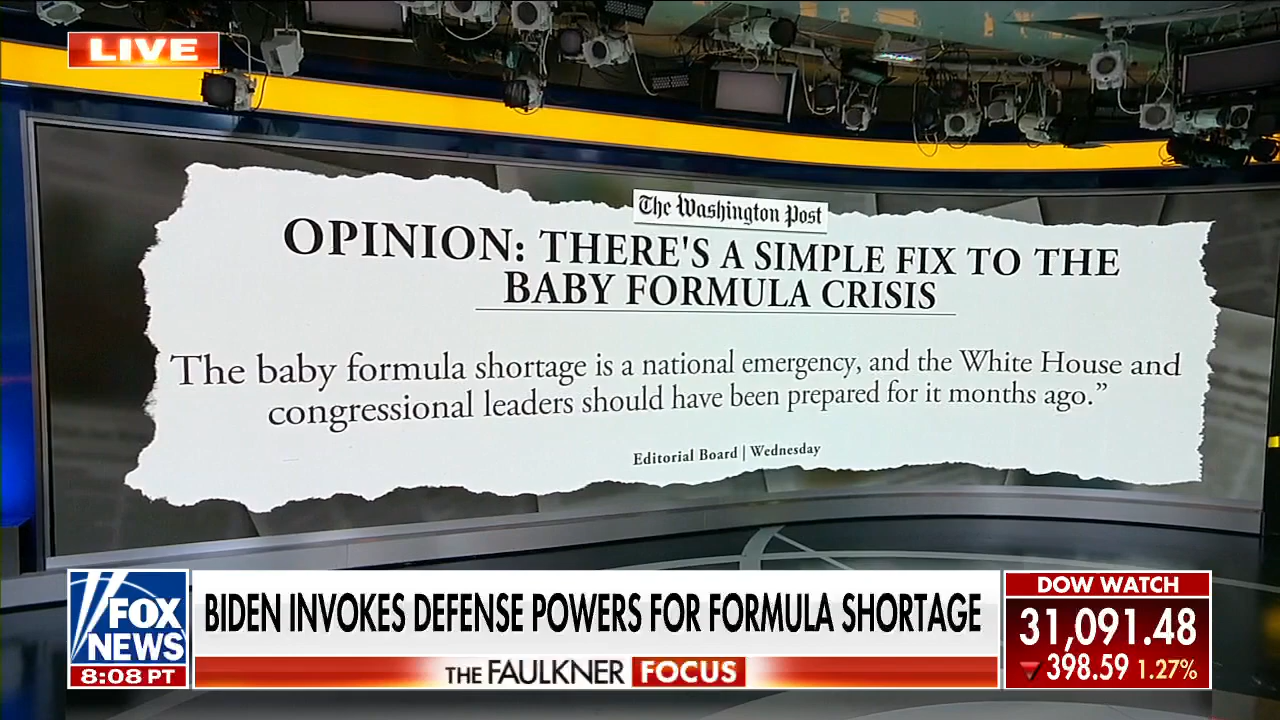 LIVE
The Washington Post
OPINION: THERE'S A SIMPLE FIX TO THE
BABY FORMULA CRISIS
The baby formula shortage is a national emergency, and the White House and
congressional leaders should have been prepared for it months ago.”
Editorial Board | Wednesday
FOX
NEWS
8:08 PT
BIDEN INVOKES DEFENSE POWERS FOR FORMULA SHORTAGE
THE FAULKNER FOCUS
DOW WATCH
31,091.48
398.59 1.27%